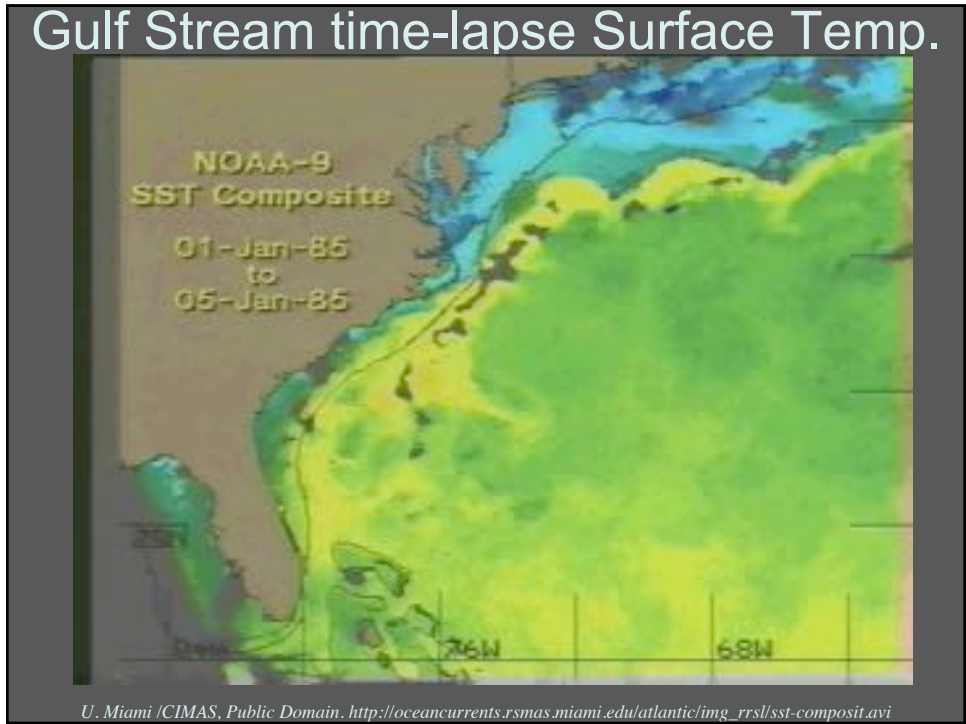 Gulf Stream time-lapse Surface Temp.
NOAA-9
SST Composite
01-Jan-85
to
05-Jan-85
76W
68W
U. Miami /CIMAS, Public Domain. http://oceancurrents.rsmas.miami.edu/atlantic/img_rrsl/sst-composit.avi